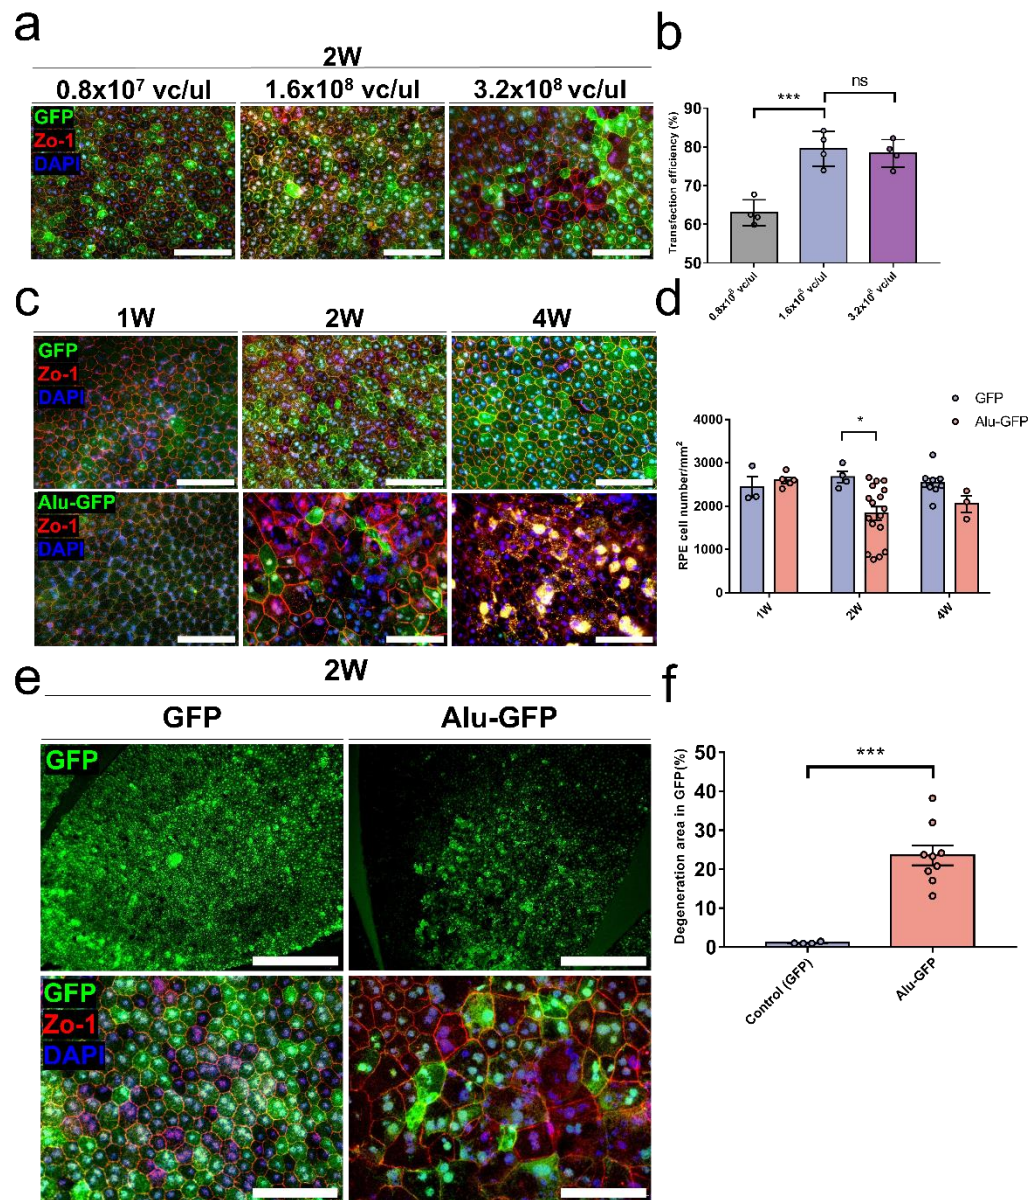 a
2W
0.8x10⁷ vc/ul
1.6x10⁸ vc/ul
3.2x10⁸ vc/ul
GFP
Zo-1
DAPI
b
Transfection efficiency (%)
90
80
70
60
50
***
ns
0.8x10⁸ vc/ul
1.6x10⁸ vc/ul
3.2x10⁸ vc/ul
c
1W
2W
4W
GFP
Zo-1
DAPI
Alu-GFP
Zo-1
DAPI
d
GFP
Alu-GFP
RPE cell number/mm²
4000
3000
2000
1000
0
*
1W
2W
4W
e
2W
GFP
Alu-GFP
GFP
GFP
Zo-1
DAPI
f
Degeneration area in GFP(%)
50
40
30
20
10
0
***
Control (GFP)
Alu-GFP